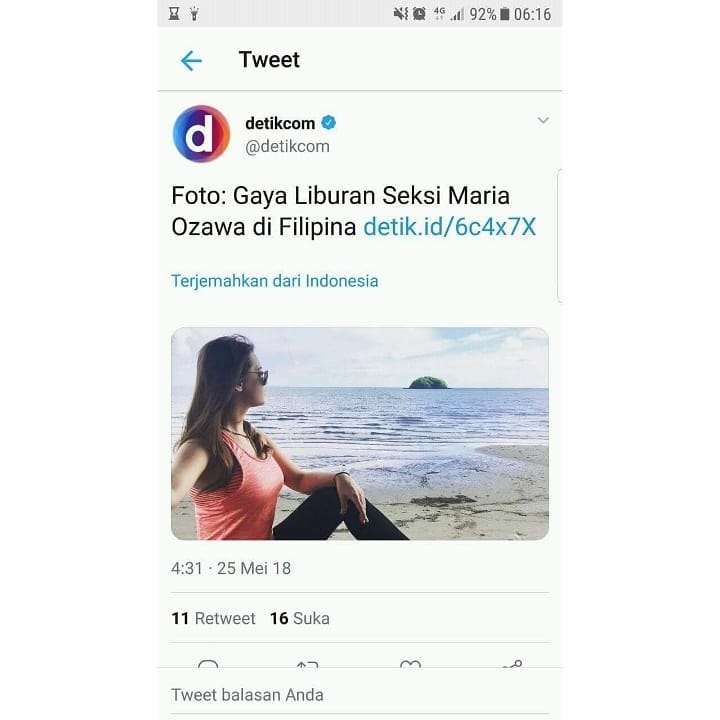 4G 92% 06:16
Tweet
detikcom
@detikcom
Foto: Gaya Liburan Seksi Maria
Ozawa di Filipina detik.id/6c4x7X
Terjemahkan dari Indonesia
4:31 · 25 Mei 18
11 Retweet 16 Suka
Tweet balasan Anda